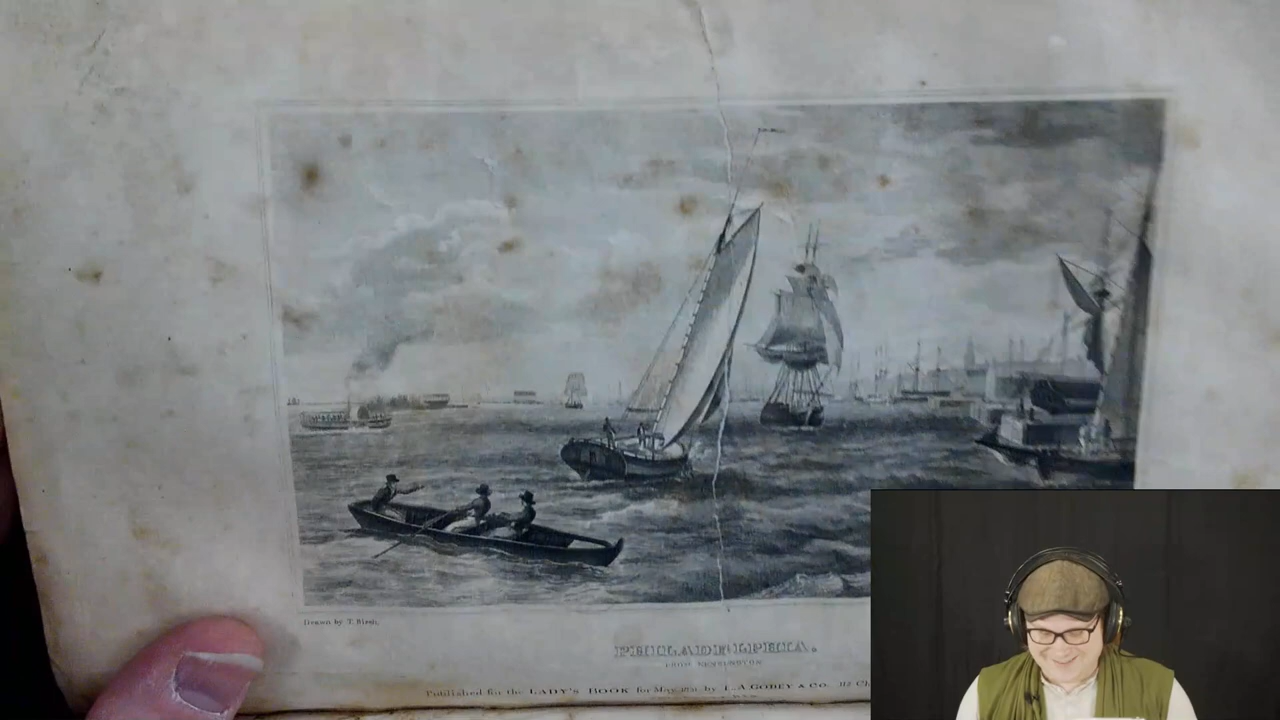 Drawn by T. Birch,
PHILADELPHIA.
FROM KENSINGTON
Published for the LADY'S BOOK for May by L.A GODEY & CO.